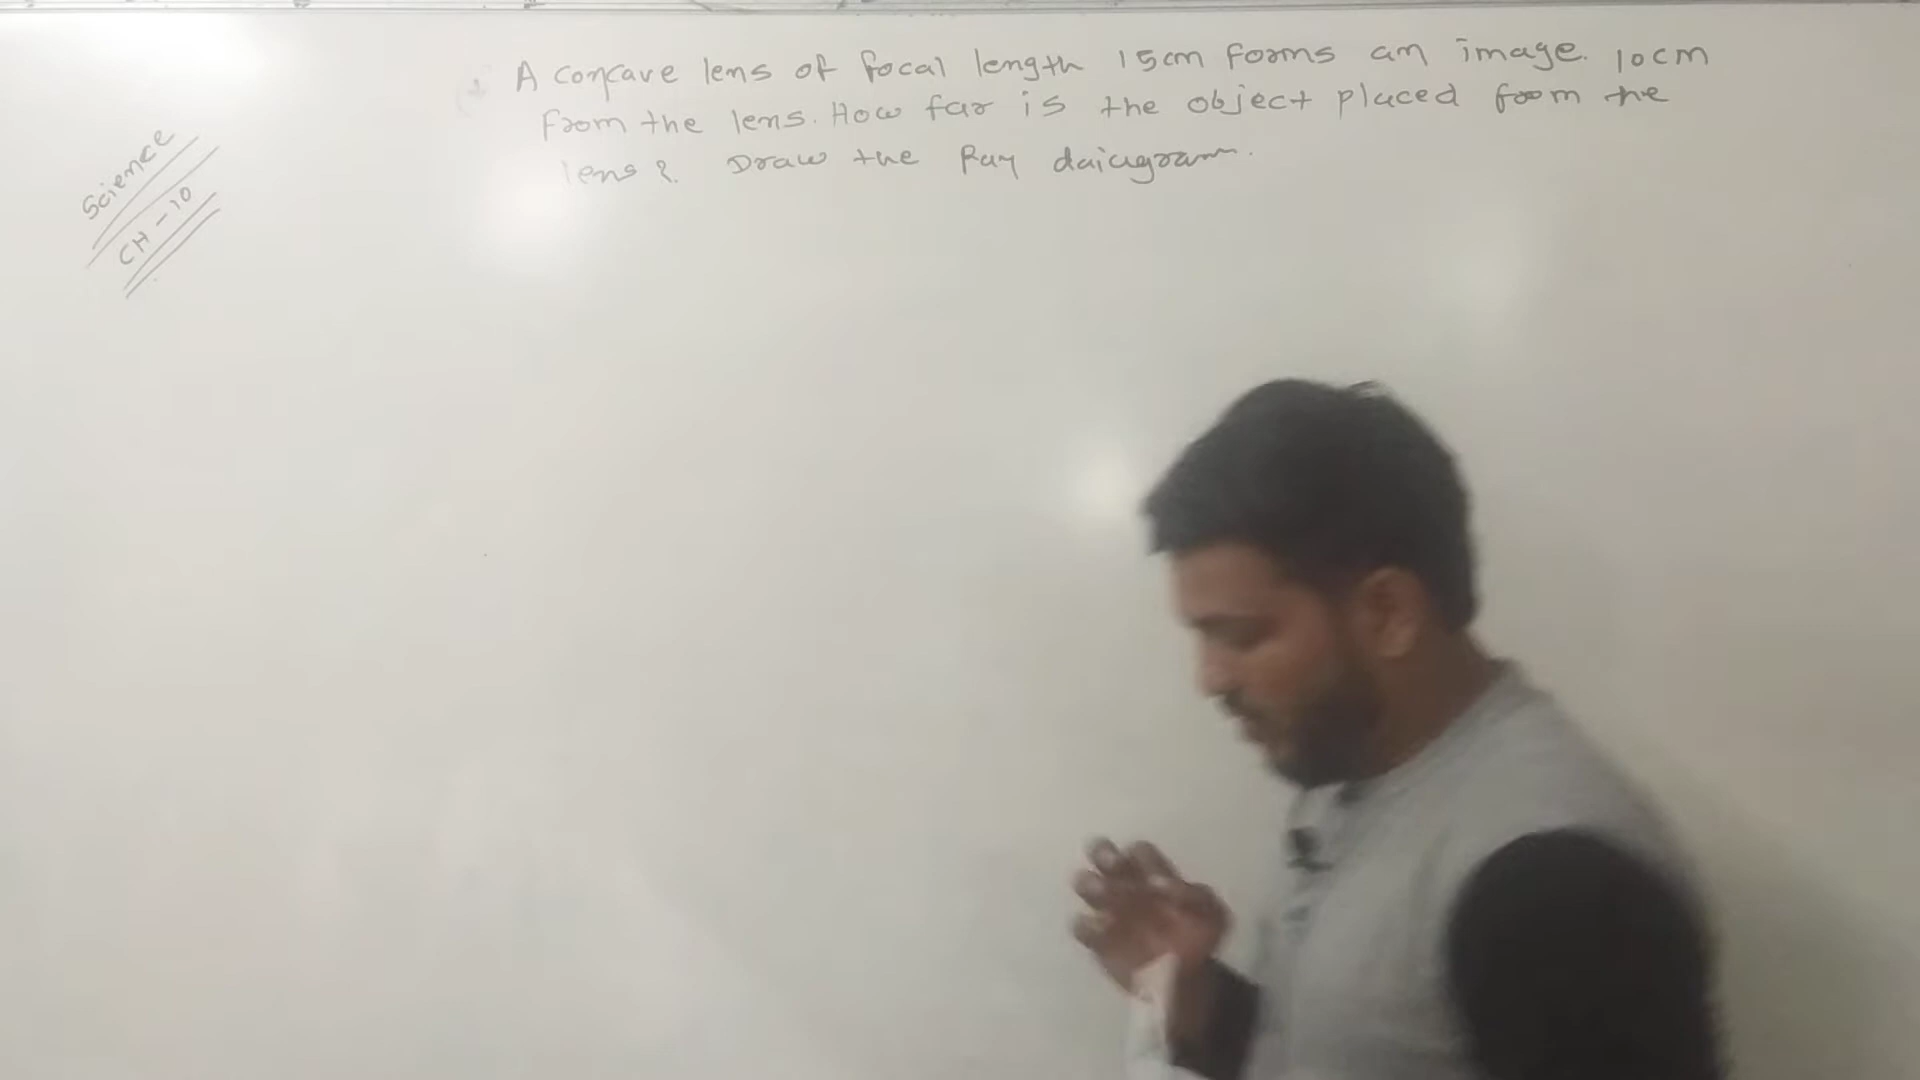 A concave lens of focal length 15cm forms an image. 10cm
from the lens. How far is the object placed from the
lens? Draw the Ray daiagram.
Science
CH-10